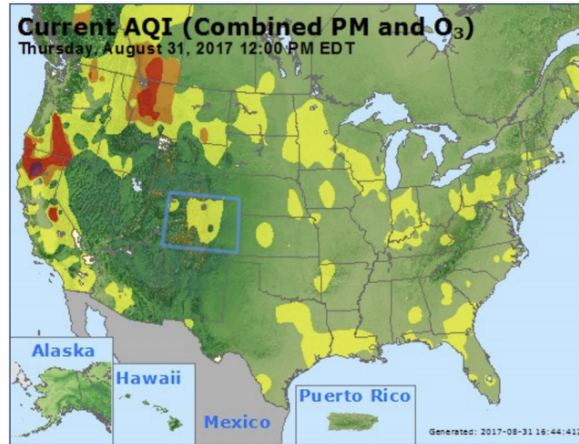 Current AQI (Combined PM and O₃)
Thursday, August 31, 2017 12:00 PM EDT
Alaska
Hawaii
Mexico
Puerto Rico
Generated: 2017-08-31 16:44:41